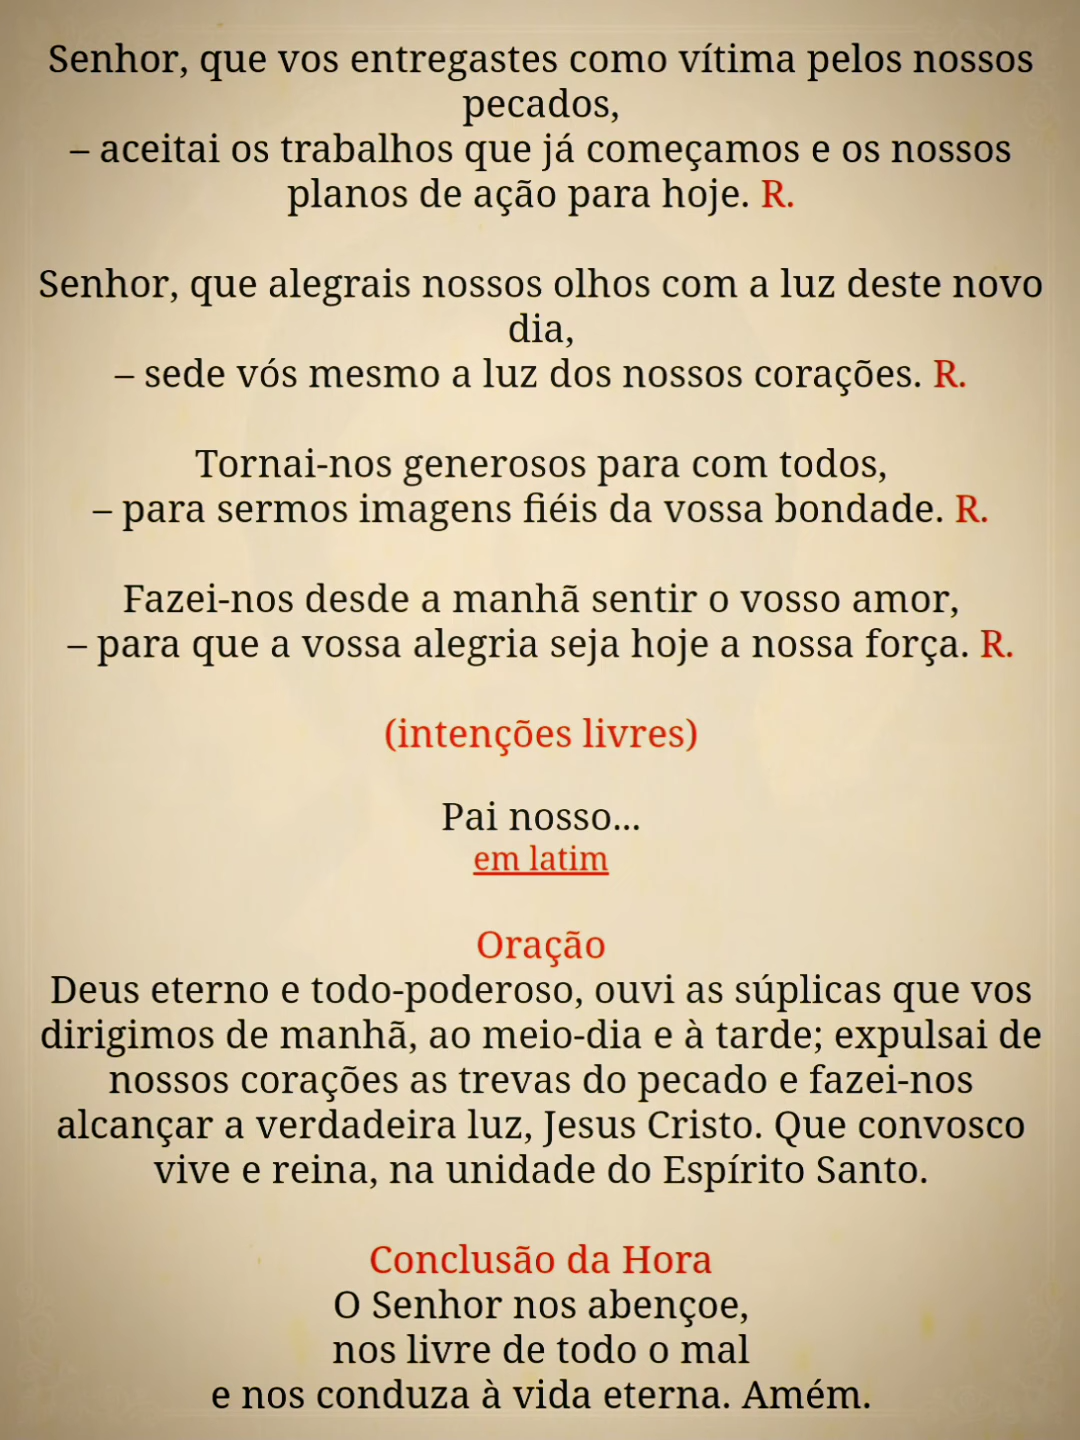 Senhor, que vos entregastes como vítima pelos nossos
pecados,
– aceitai os trabalhos que já começamos e os nossos
planos de ação para hoje. R.
Senhor, que alegrais nossos olhos com a luz deste novo
dia,
– sede vós mesmo a luz dos nossos corações. R.
Tornai-nos generosos para com todos,
– para sermos imagens fiéis da vossa bondade. R.
Fazei-nos desde a manhã sentir o vosso amor,
– para que a vossa alegria seja hoje a nossa força. R.
(intenções livres)
Pai nosso...
em latim
Oração
Deus eterno e todo-poderoso, ouvi as súplicas que vos
dirigimos de manhã, ao meio-dia e à tarde; expulsai de
nossos corações as trevas do pecado e fazei-nos
alcançar a verdadeira luz, Jesus Cristo. Que convosco
vive e reina, na unidade do Espírito Santo.
Conclusão da Hora
O Senhor nos abençoe,
nos livre de todo o mal
e nos conduza à vida eterna. Amém.